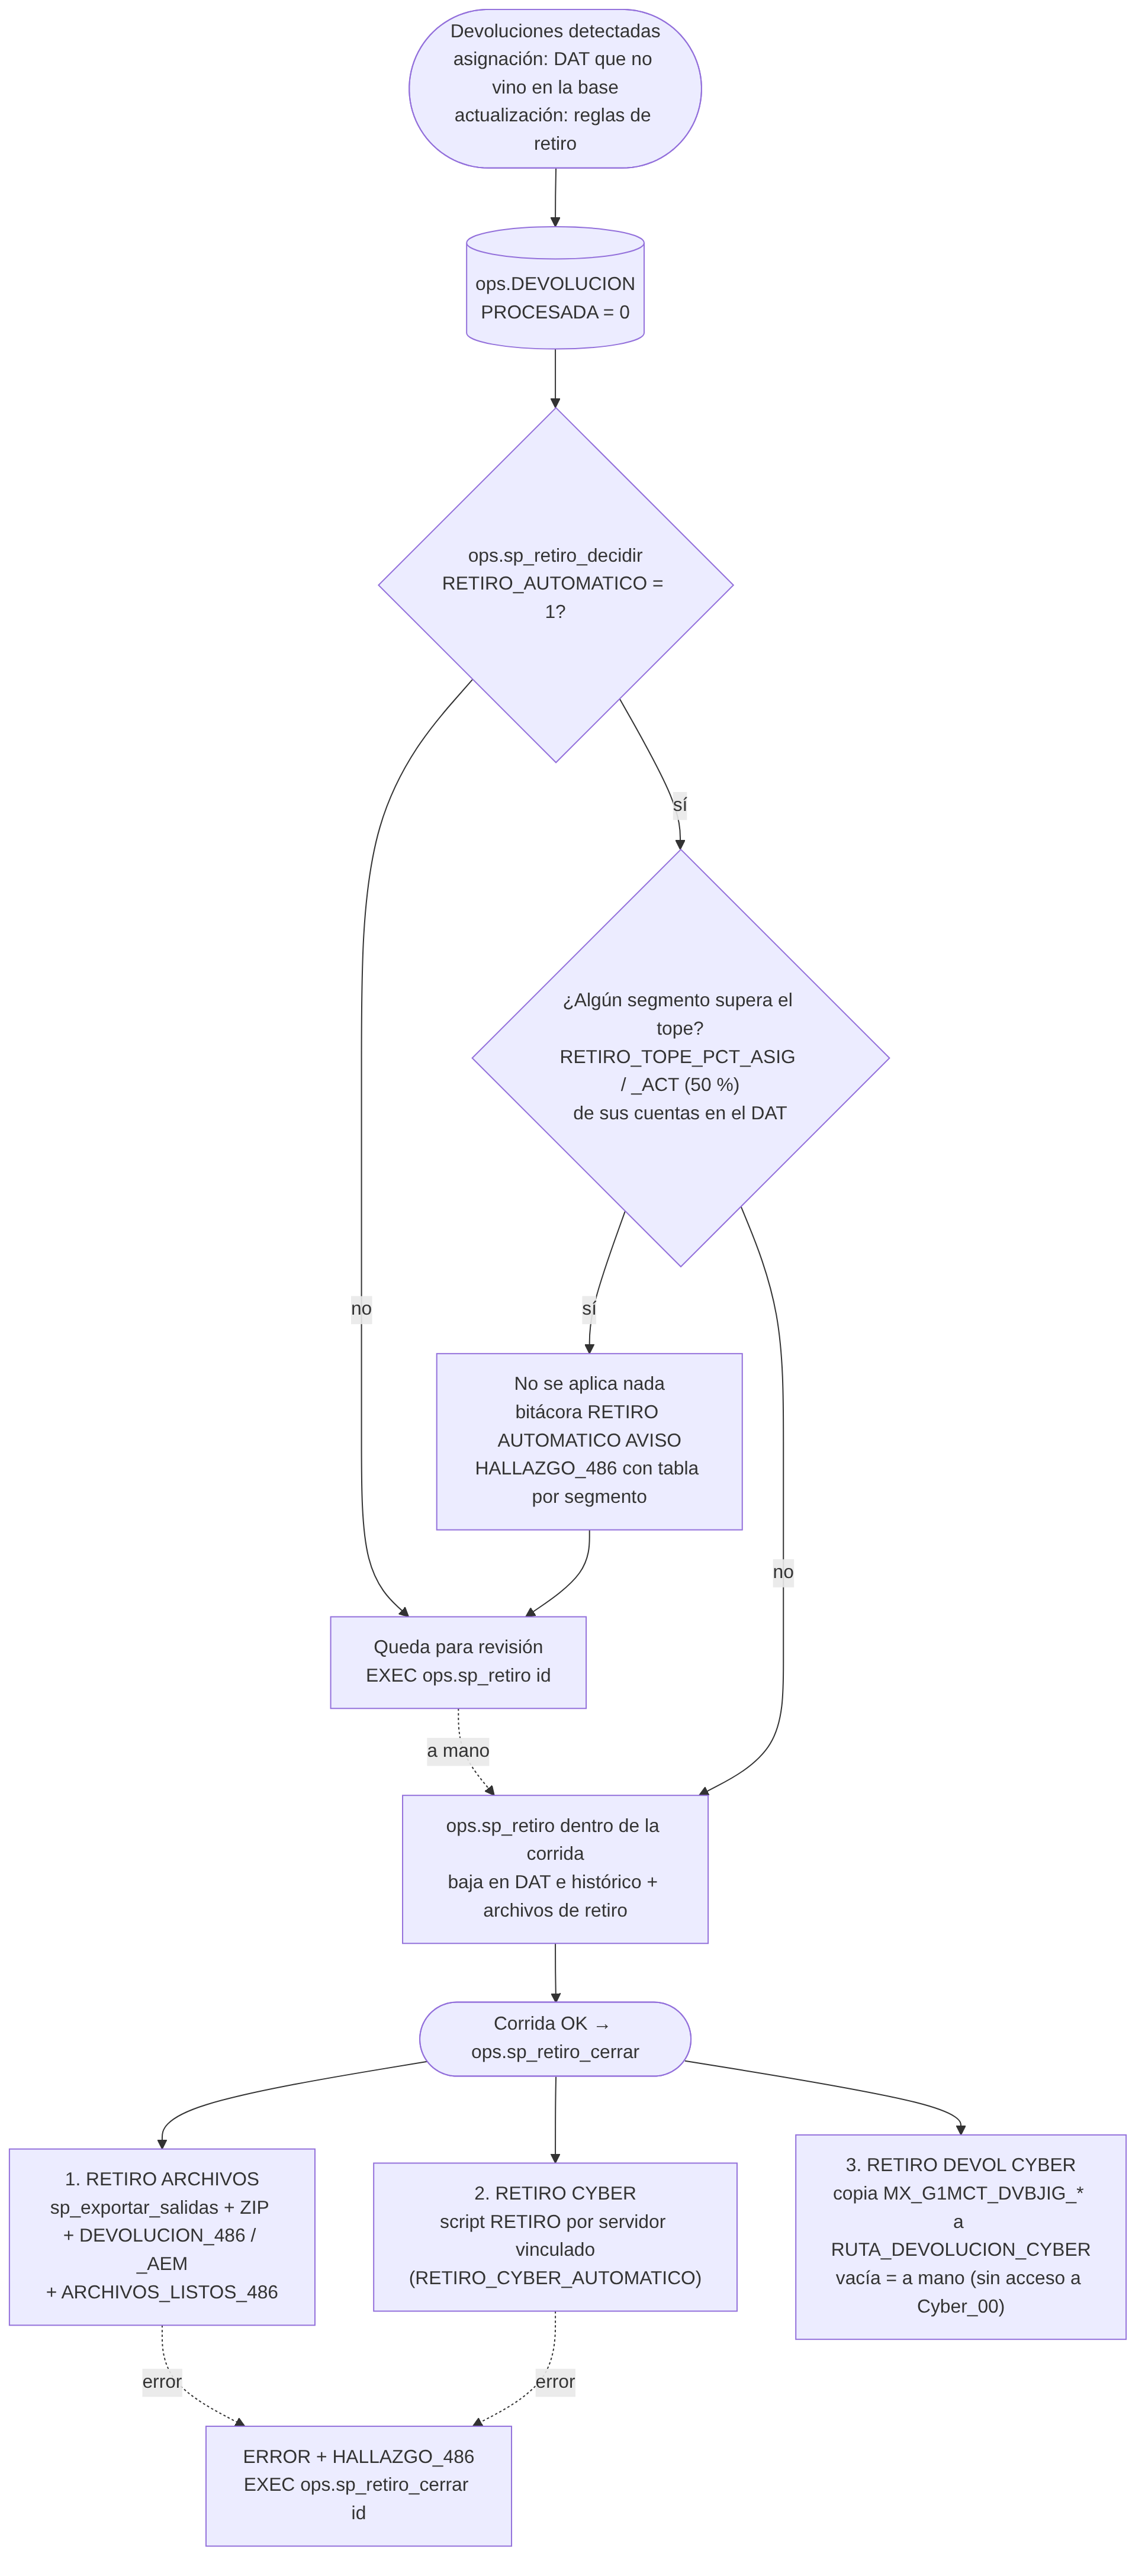 Devoluciones detectadas
asignación: DAT que no
vino en la base
actualización: reglas de
retiro
ops.DEVOLUCION
PROCESADA = 0
ops.sp_retiro_decidir
RETIRO_AUTOMATICO =
1?
sí
¿Algún segmento supera el
tope?
RETIRO_TOPE_PCT_ASIG
/ _ACT (50 %)
de sus cuentas en el DAT
no
sí
No se aplica nada
bitácora RETIRO
AUTOMATICO AVISO
HALLAZGO_486 con tabla
por segmento
no
Queda para revisión
EXEC ops.sp_retiro id
a mano
ops.sp_retiro dentro de la
corrida
baja en DAT e histórico +
archivos de retiro
Corrida OK →
ops.sp_retiro_cerrar
1. RETIRO ARCHIVOS
sp_exportar_salidas + ZIP
+ DEVOLUCION_486 /
_AEM
+ ARCHIVOS_LISTOS_486
2. RETIRO CYBER
script RETIRO por servidor
vinculado
(RETIRO_CYBER_AUTOMATICO)
3. RETIRO DEVOL CYBER
copia MX_G1MCT_DVBJIG_*
a
RUTA_DEVOLUCION_CYBER
vacía = a mano (sin acceso a
Cyber_00)
error
error
ERROR + HALLAZGO_486
EXEC ops.sp_retiro_cerrar
id